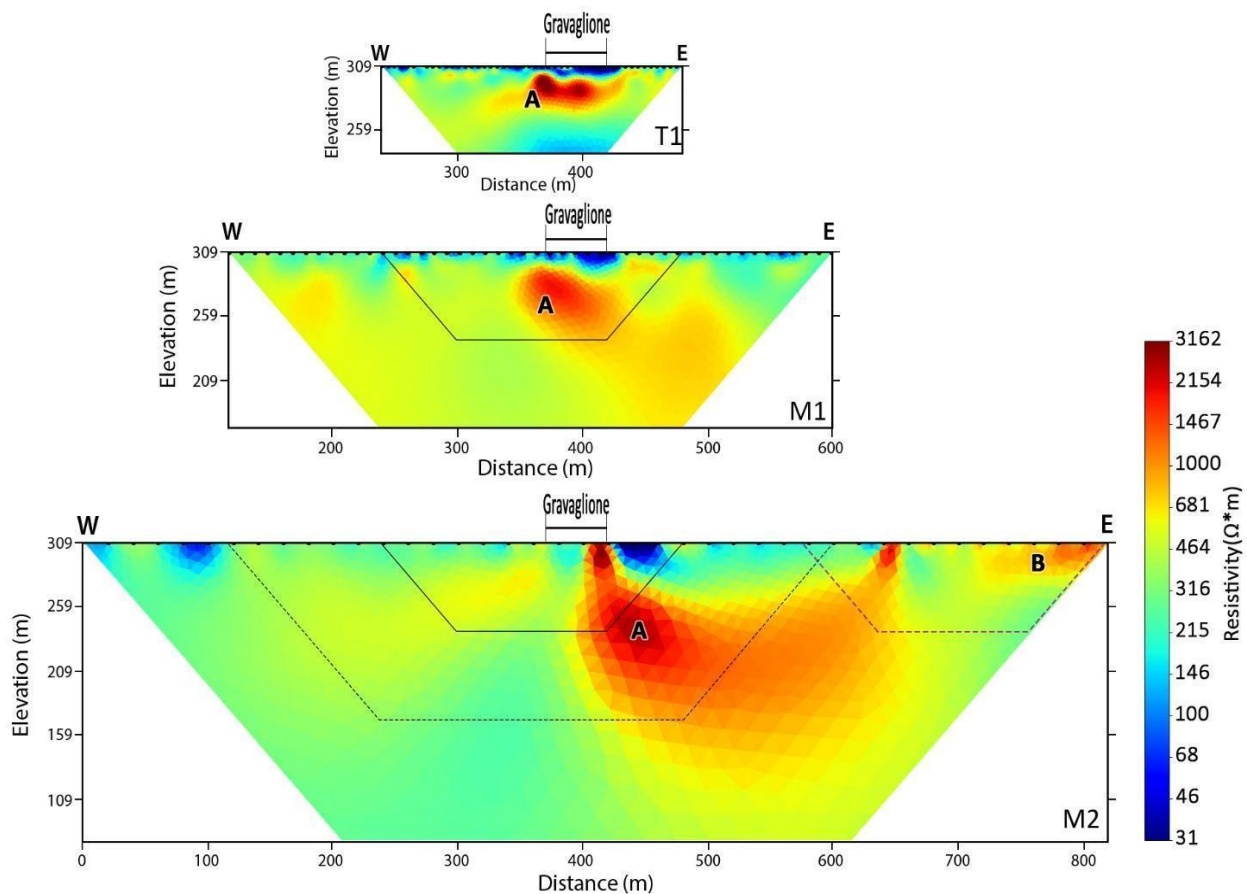 Gravaglione
W
E
309
259
Elevation (m)
A
T1
300
400
Distance (m)
Gravaglione
W
E
309
259
209
Elevation (m)
A
M1
200
300
400
500
600
Distance (m)
Gravaglione
W
E
309
259
209
159
109
Elevation (m)
A
B
M2
0
100
200
300
400
500
600
700
800
Distance (m)
3162
2154
1467
1000
681
464
316
215
146
100
68
46
31
Resistivity(Ω*m)